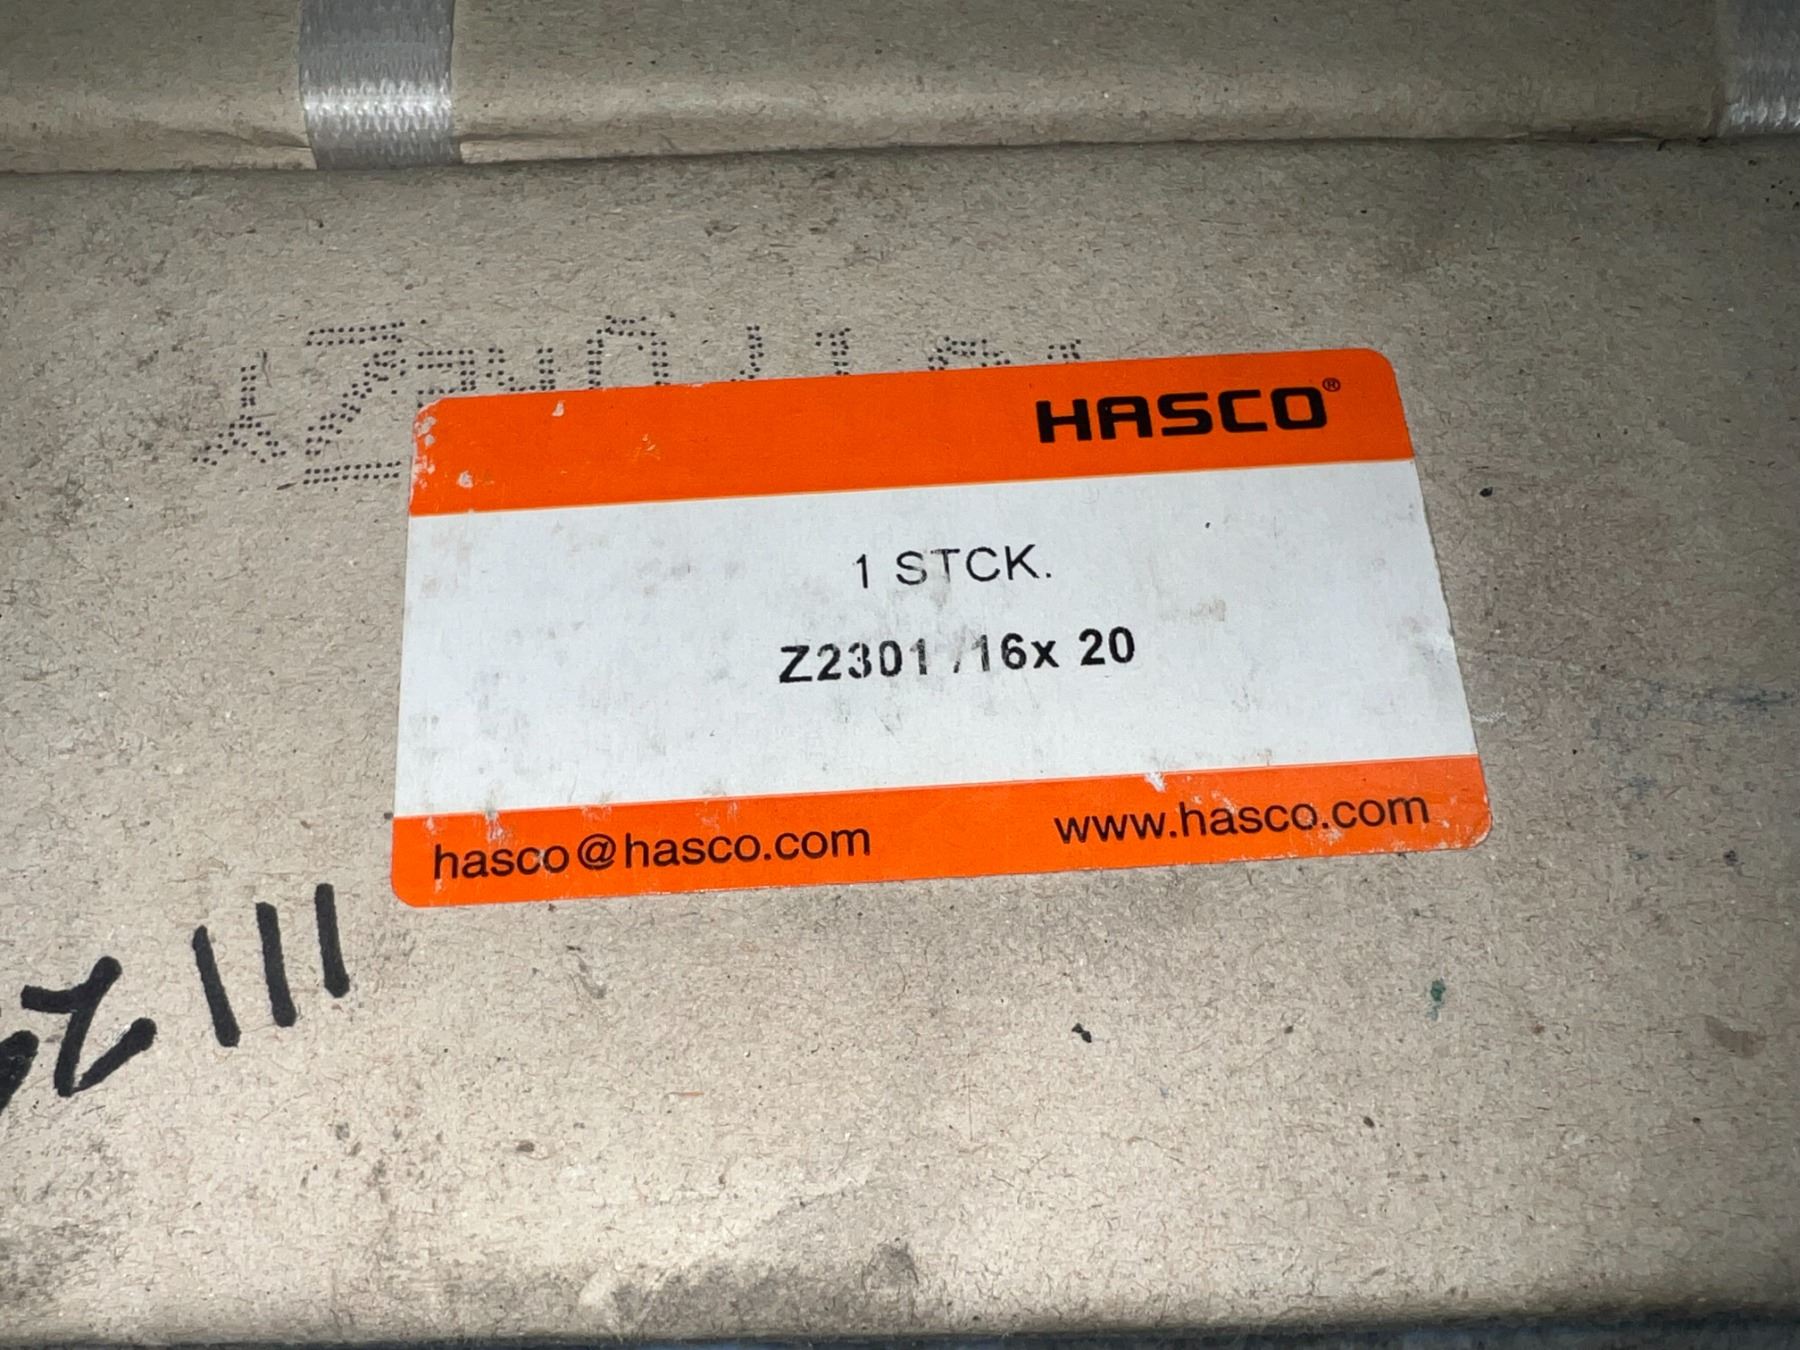 HASCO®
1 STCK.
Z2301 /16x 20
hasco@hasco.com
www.hasco.com